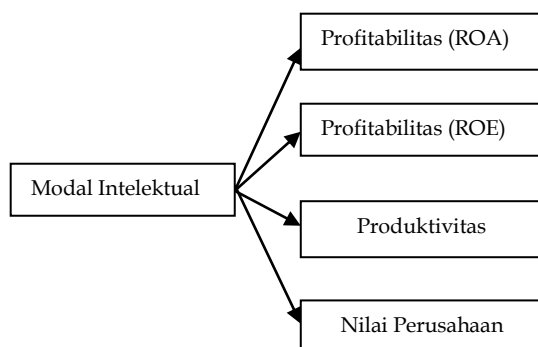 Profitabilitas (ROA)
Profitabilitas (ROE)
Modal Intelektual
Produktivitas
Nilai Perusahaan